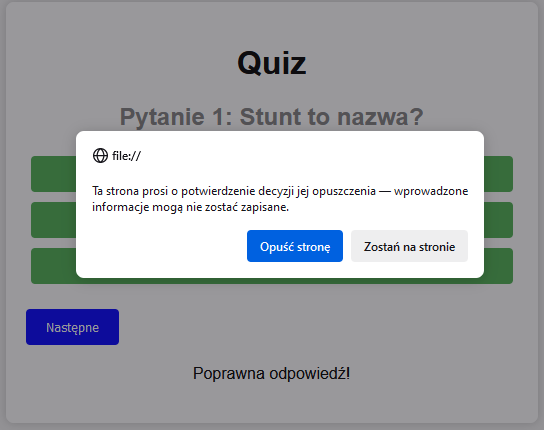 Quiz
Pytanie 1: Stunt to nazwa?
file://
Ta strona prosi o potwierdzenie decyzji jej opuszczenia — wprowadzone
informacje mogą nie zostać zapisane.
Opuść stronę
Zostań na stronie
Następne
Poprawna odpowiedź!